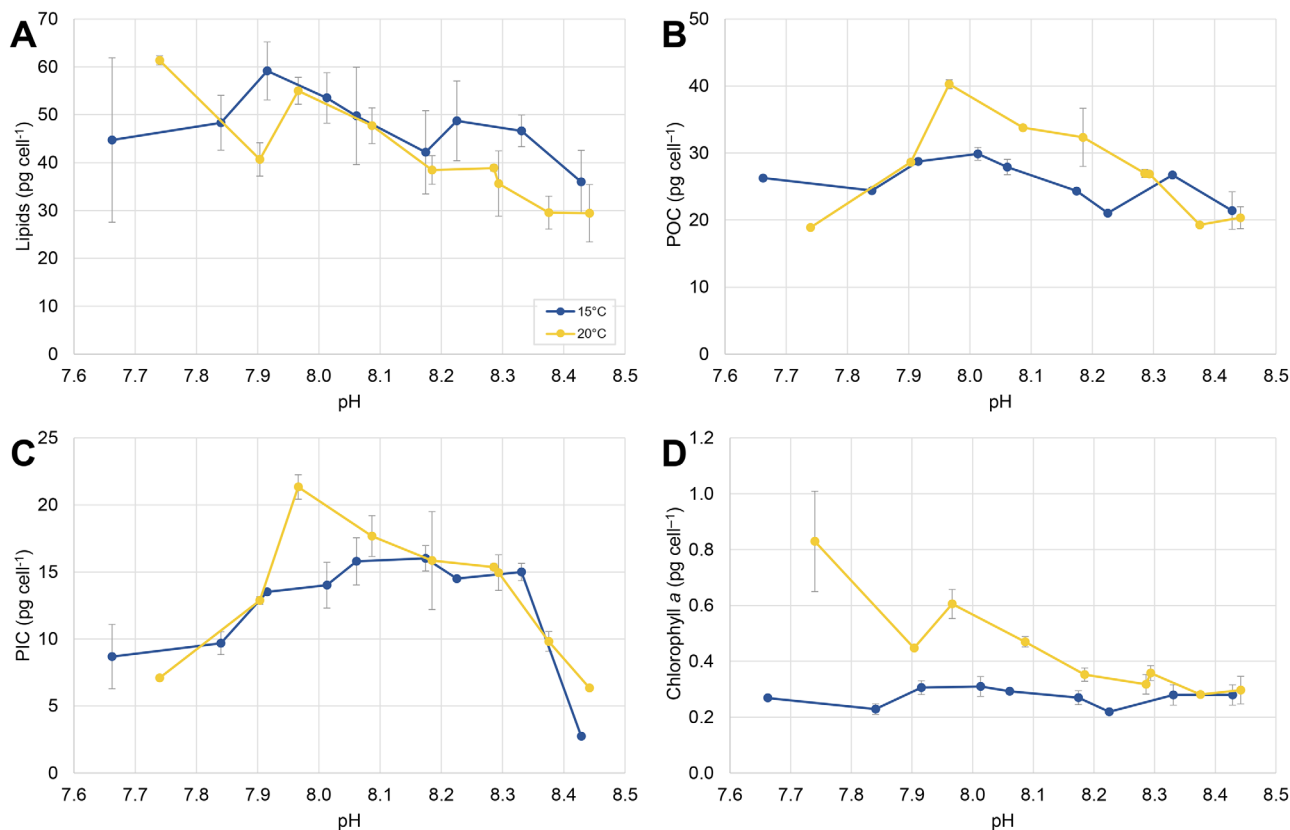 A
Lipids (pg cell⁻¹)
70
60
50
40
30
20
10
0
7.6 7.7 7.8 7.9 8.0 8.1 8.2 8.3 8.4 8.5
pH
15°C
20°C
B
POC (pg cell⁻¹)
50
40
30
20
10
0
7.6 7.7 7.8 7.9 8.0 8.1 8.2 8.3 8.4 8.5
pH
C
PIC (pg cell⁻¹)
25
20
15
10
5
0
7.6 7.7 7.8 7.9 8.0 8.1 8.2 8.3 8.4 8.5
pH
D
Chlorophyll a (pg cell⁻¹)
1.2
1.0
0.8
0.6
0.4
0.2
0.0
7.6 7.7 7.8 7.9 8.0 8.1 8.2 8.3 8.4 8.5
pH